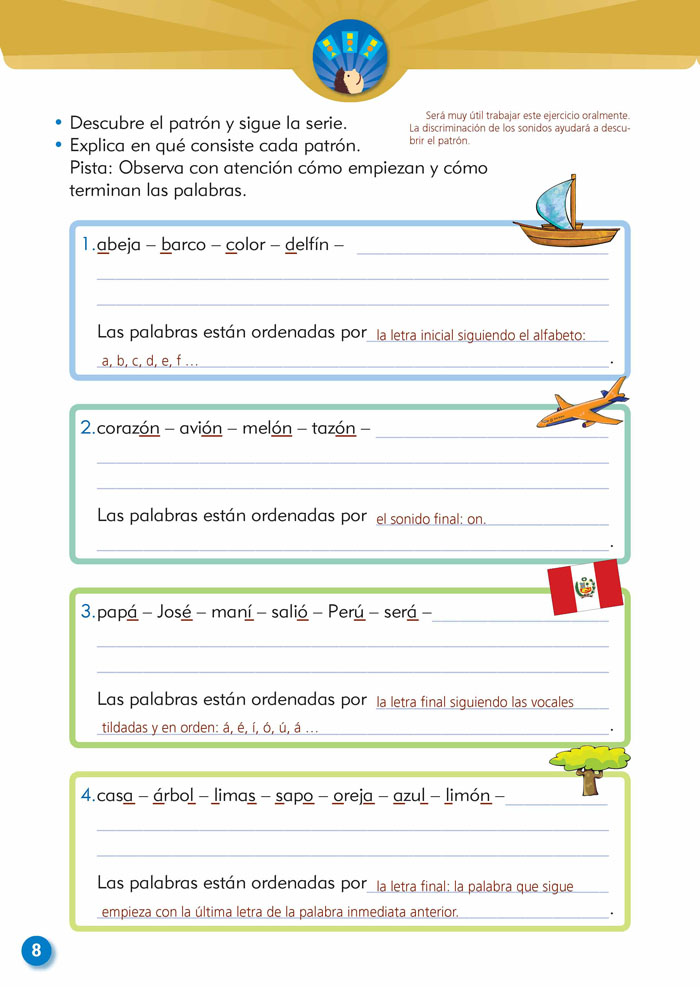 • Descubre el patrón y sigue la serie.
• Explica en qué consiste cada patrón.
Pista: Observa con atención cómo empiezan y cómo
terminan las palabras.
Será muy útil trabajar este ejercicio oralmente.
La discriminación de los sonidos ayudará a descu-
brir el patrón.
1. abeja – barco – color – delfín –
Las palabras están ordenadas por la letra inicial siguiendo el alfabeto:
a, b, c, d, e, f ... .
2. corazón – avión – melón – tazón –
Las palabras están ordenadas por el sonido final: on.
.
3. papá – José – maní – salió – Perú – será –
Las palabras están ordenadas por la letra final siguiendo las vocales
tildadas y en orden: á, é, í, ó, ú, á ... .
4. casa – árbol – limas – sapo – oreja – azul – limón –
Las palabras están ordenadas por la letra final: la palabra que sigue
empieza con la última letra de la palabra inmediata anterior. .
8